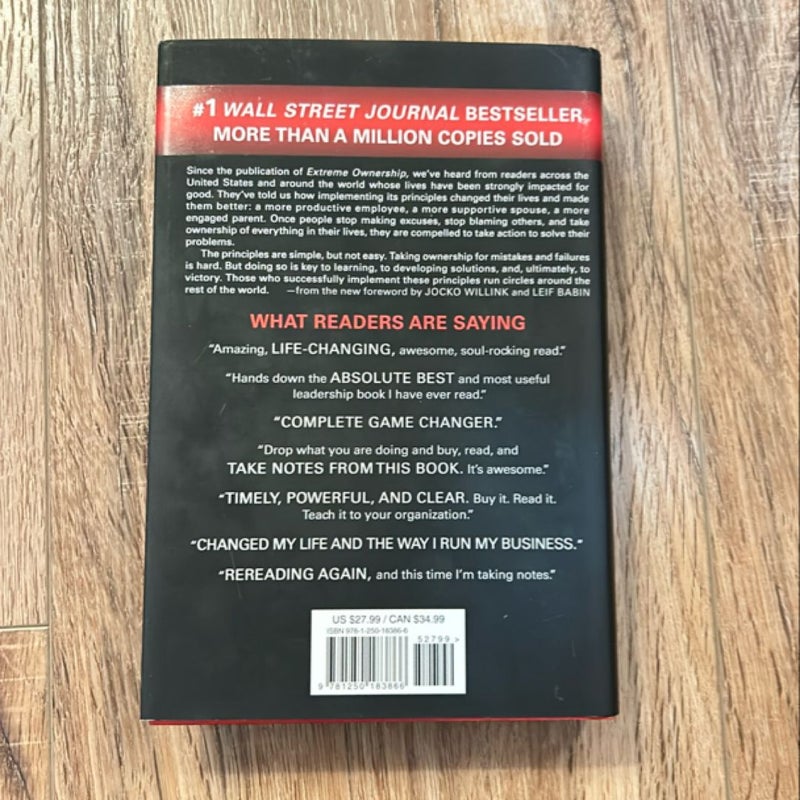 #1 WALL STREET JOURNAL BESTSELLER,
MORE THAN A MILLION COPIES SOLD
Since the publication of Extreme Ownership, we've heard from readers across the
United States and around the world whose lives have been strongly impacted for
good. They've told us how implementing its principles changed their lives and made
them better: a more productive employee, a more supportive spouse, a more
engaged parent. Once people stop making excuses, stop blaming others, and take
ownership of everything in their lives, they are compelled to take action to solve their
problems.
The principles are simple, but not easy. Taking ownership for mistakes and failures
is hard. But doing so is key to learning, to developing solutions, and, ultimately, to
victory. Those who successfully implement these principles run circles around the
rest of the world. —from the new foreword by JOCKO WILLINK and LEIF BABIN
WHAT READERS ARE SAYING
"Amazing, LIFE-CHANGING, awesome, soul-rocking read."
"Hands down the ABSOLUTE BEST and most useful
leadership book I have ever read."
"COMPLETE GAME CHANGER."
"Drop what you are doing and buy, read, and
TAKE NOTES FROM THIS BOOK. It's awesome."
"TIMELY, POWERFUL, AND CLEAR. Buy it. Read it.
Teach it to your organization."
"CHANGED MY LIFE AND THE WAY I RUN MY BUSINESS."
"REREADING AGAIN, and this time I'm taking notes."
US $27.99 / CAN $34.99
ISBN 978-1-250-18386-6
52799 >
9 781250 183866